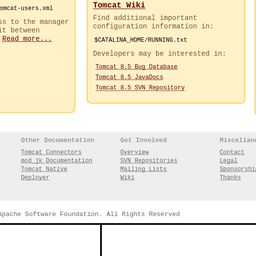 omcat-users.xml
ss to the manager
it between
Read more...
Tomcat Wiki
Find additional important
configuration information in:
$CATALINA_HOME/RUNNING.txt
Developers may be interested in:
Tomcat 8.5 Bug Database
Tomcat 8.5 JavaDocs
Tomcat 8.5 SVN Repository
Other Documentation
Tomcat Connectors
mod_jk Documentation
Tomcat Native
Deployer
Get Involved
Overview
SVN Repositories
Mailing Lists
Wiki
Miscellan
Contact
Legal
Sponsorshi
Thanks
Apache Software Foundation. All Rights Reserved